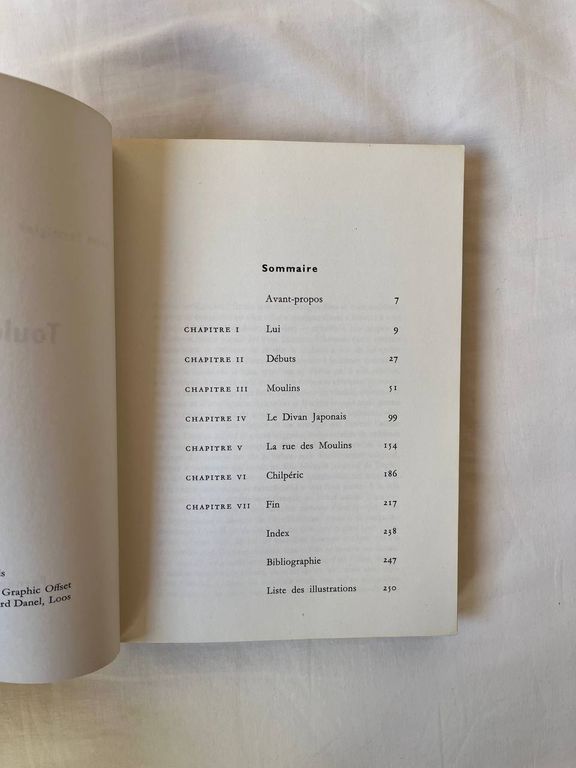 s
Graphic Offset
rd Danel, Loos
Sommaire
Avant-propos 7
CHAPITRE I Lui 9
CHAPITRE II Débuts 27
CHAPITRE III Moulins 51
CHAPITRE IV Le Divan Japonais 99
CHAPITRE V La rue des Moulins 154
CHAPITRE VI Chilpéric 186
CHAPITRE VII Fin 217
Index 238
Bibliographie 247
Liste des illustrations 250